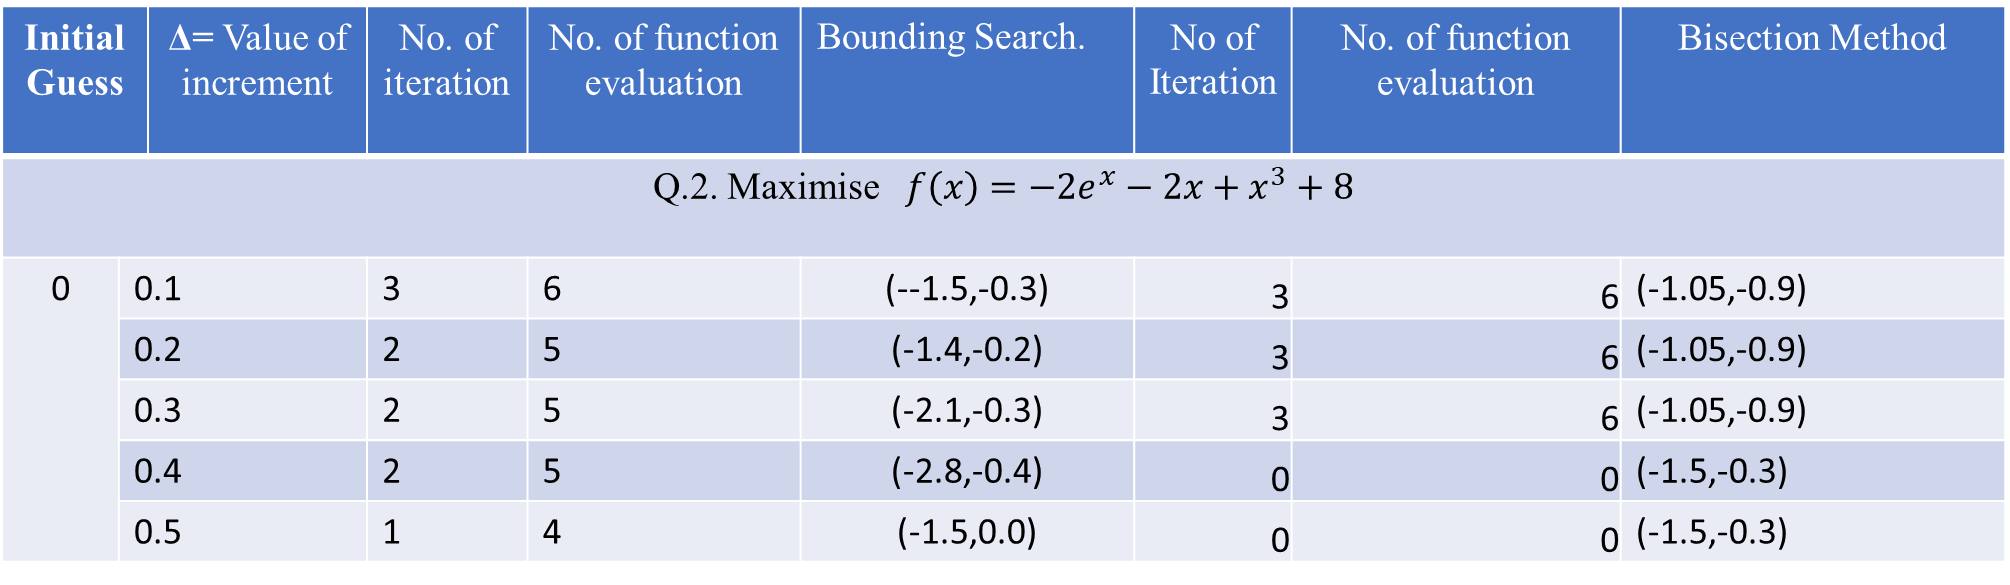 Initial Guess Δ= Value of increment No. of iteration No. of function evaluation Bounding Search. No of Iteration No. of function evaluation Bisection Method
Q.2. Maximise f(x) = −2eˣ − 2x + x³ + 8
0 0.1 3 6 (--1.5,-0.3) 3 6 (-1.05,-0.9)
0.2 2 5 (-1.4,-0.2) 3 6 (-1.05,-0.9)
0.3 2 5 (-2.1,-0.3) 3 6 (-1.05,-0.9)
0.4 2 5 (-2.8,-0.4) 0 0 (-1.5,-0.3)
0.5 1 4 (-1.5,0.0) 0 0 (-1.5,-0.3)